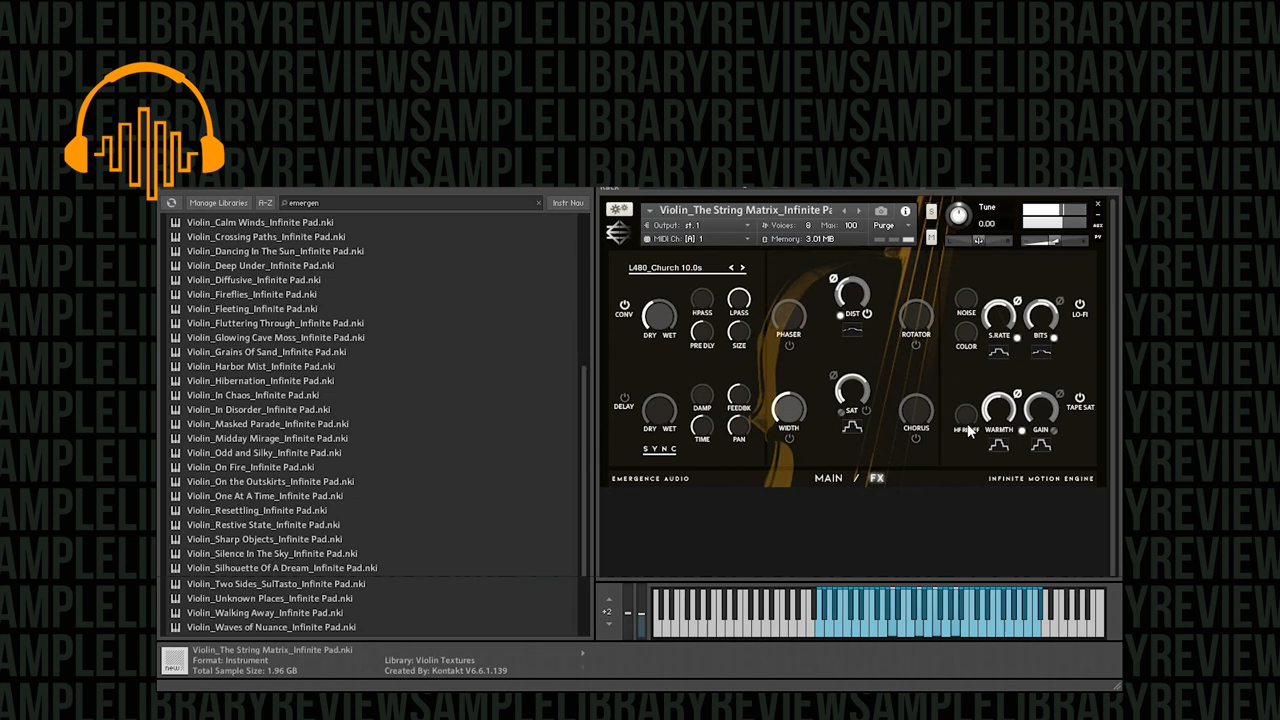 SAMPLELIBRARYREVIEW
Manage Libraries
A-Z
emergen
Instr Nav
Violin_Calm Winds_Infinite Pad.nki
Violin_Crossing Paths_Infinite Pad.nki
Violin_Dancing In The Sun_Infinite Pad.nki
Violin_Deep Under_Infinite Pad.nki
Violin_Diffusive_Infinite Pad.nki
Violin_Fireflies_Infinite Pad.nki
Violin_Fleeting_Infinite Pad.nki
Violin_Fluttering Through_Infinite Pad.nki
Violin_Glowing Cave Moss_Infinite Pad.nki
Violin_Grains Of Sand_Infinite Pad.nki
Violin_Harbor Mist_Infinite Pad.nki
Violin_Hibernation_Infinite Pad.nki
Violin_In Chaos_Infinite Pad.nki
Violin_In Disorder_Infinite Pad.nki
Violin_Masked Parade_Infinite Pad.nki
Violin_Midday Mirage_Infinite Pad.nki
Violin_Odd and Silky_Infinite Pad.nki
Violin_On Fire_Infinite Pad.nki
Violin_On the Outskirts_Infinite Pad.nki
Violin_One At A Time_Infinite Pad.nki
Violin_Resettling_Infinite Pad.nki
Violin_Restive State_Infinite Pad.nki
Violin_Sharp Objects_Infinite Pad.nki
Violin_Silence In The Sky_Infinite Pad.nki
Violin_Silhouette Of A Dream_Infinite Pad.nki
Violin_Two Sides_SulTasto_Infinite Pad.nki
Violin_Unknown Places_Infinite Pad.nki
Violin_Walking Away_Infinite Pad.nki
Violin_Waves of Nuance_Infinite Pad.nki
new
Violin_The String Matrix_Infinite Pad.nki
Format: Instrument
Total Sample Size: 1.96 GB
Library: Violin Textures
Created By: Kontakt V6.6.1.139
Violin_The String Matrix_Infinite Pa
Output: st.1
Voices: 8 Max: 100 Purge
MIDI Ch: [A] 1
Memory: 3.01 MB
S
M
Tune
0.00
AUX
PV
L480_Church 10.0s
CONV
DRY WET
HPASS
LPASS
PRE DLY
SIZE
PHASER
DIST
ROTATOR
NOISE
COLOR
S.RATE
BITS
LO-FI
DELAY
DRY WET
SYNC
DAMP
FEEDBK
TIME
PAN
WIDTH
SAT
CHORUS
WARMTH
GAIN
TAPE SAT
EMERGENCE AUDIO
MAIN / FX
INFINITE MOTION ENGINE
+2